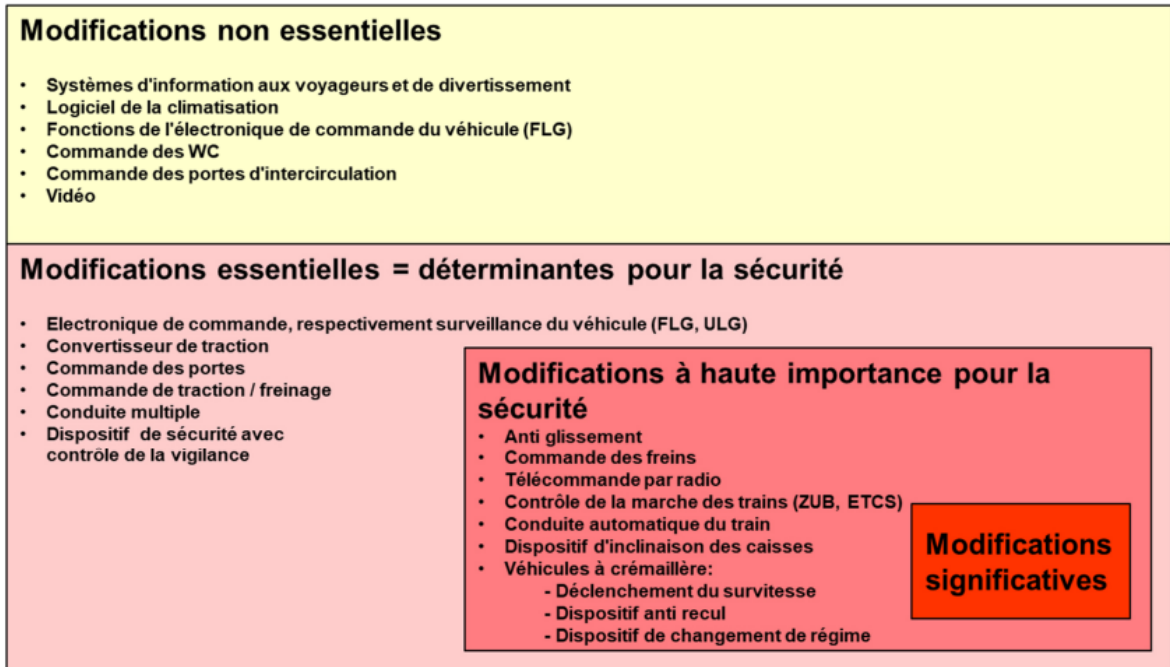 Modifications non essentielles
• Systèmes d'information aux voyageurs et de divertissement
• Logiciel de la climatisation
• Fonctions de l'électronique de commande du véhicule (FLG)
• Commande des WC
• Commande des portes d'intercirculation
• Vidéo
Modifications essentielles = déterminantes pour la sécurité
• Electronique de commande, respectivement surveillance du véhicule (FLG, ULG)
• Convertisseur de traction
• Commande des portes
• Commande de traction / freinage
• Conduite multiple
• Dispositif de sécurité avec
contrôle de la vigilance
Modifications à haute importance pour la
sécurité
• Anti glissement
• Commande des freins
• Télécommande par radio
• Contrôle de la marche des trains (ZUB, ETCS)
• Conduite automatique du train
• Dispositif d'inclinaison des caisses
• Véhicules à crémaillère:
- Déclenchement du survitesse
- Dispositif anti recul
- Dispositif de changement de régime
Modifications
significatives